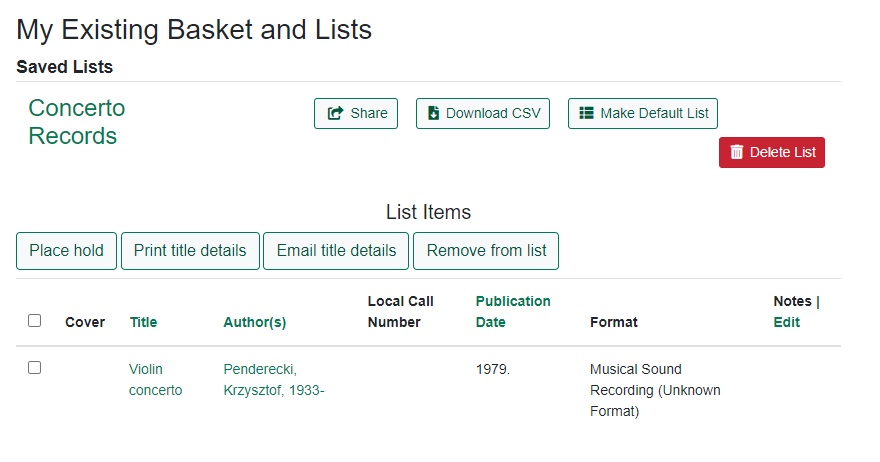 My Existing Basket and Lists
Saved Lists
Concerto
Records
Share
Download CSV
Make Default List
Delete List
List Items
Place hold
Print title details
Email title details
Remove from list
Cover
Title
Author(s)
Local Call
Number
Publication
Date
Format
Notes |
Edit
Violin
concerto
Penderecki,
Krzysztof, 1933-
1979.
Musical Sound
Recording (Unknown
Format)